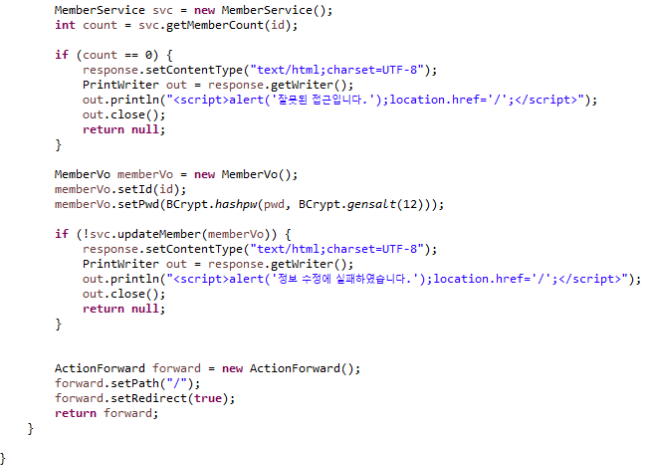 MemberService svc = new MemberService();
int count = svc.getMemberCount(id);
if (count == 0) {
response.setContentType("text/html;charset=UTF-8");
PrintWriter out = response.getWriter();
out.println("<script>alert('잘못된 접근입니다.');location.href='/';</script>");
out.close();
return null;
}
MemberVo memberVo = new MemberVo();
memberVo.setId(id);
memberVo.setPwd(BCrypt.hashpw(pwd, BCrypt.gensalt(12)));
if (!svc.updateMember(memberVo)) {
response.setContentType("text/html;charset=UTF-8");
PrintWriter out = response.getWriter();
out.println("<script>alert('정보 수정에 실패하였습니다.');location.href='/';</script>");
out.close();
return null;
}
ActionForward forward = new ActionForward();
forward.setPath("/");
forward.setRedirect(true);
return forward;
}
}